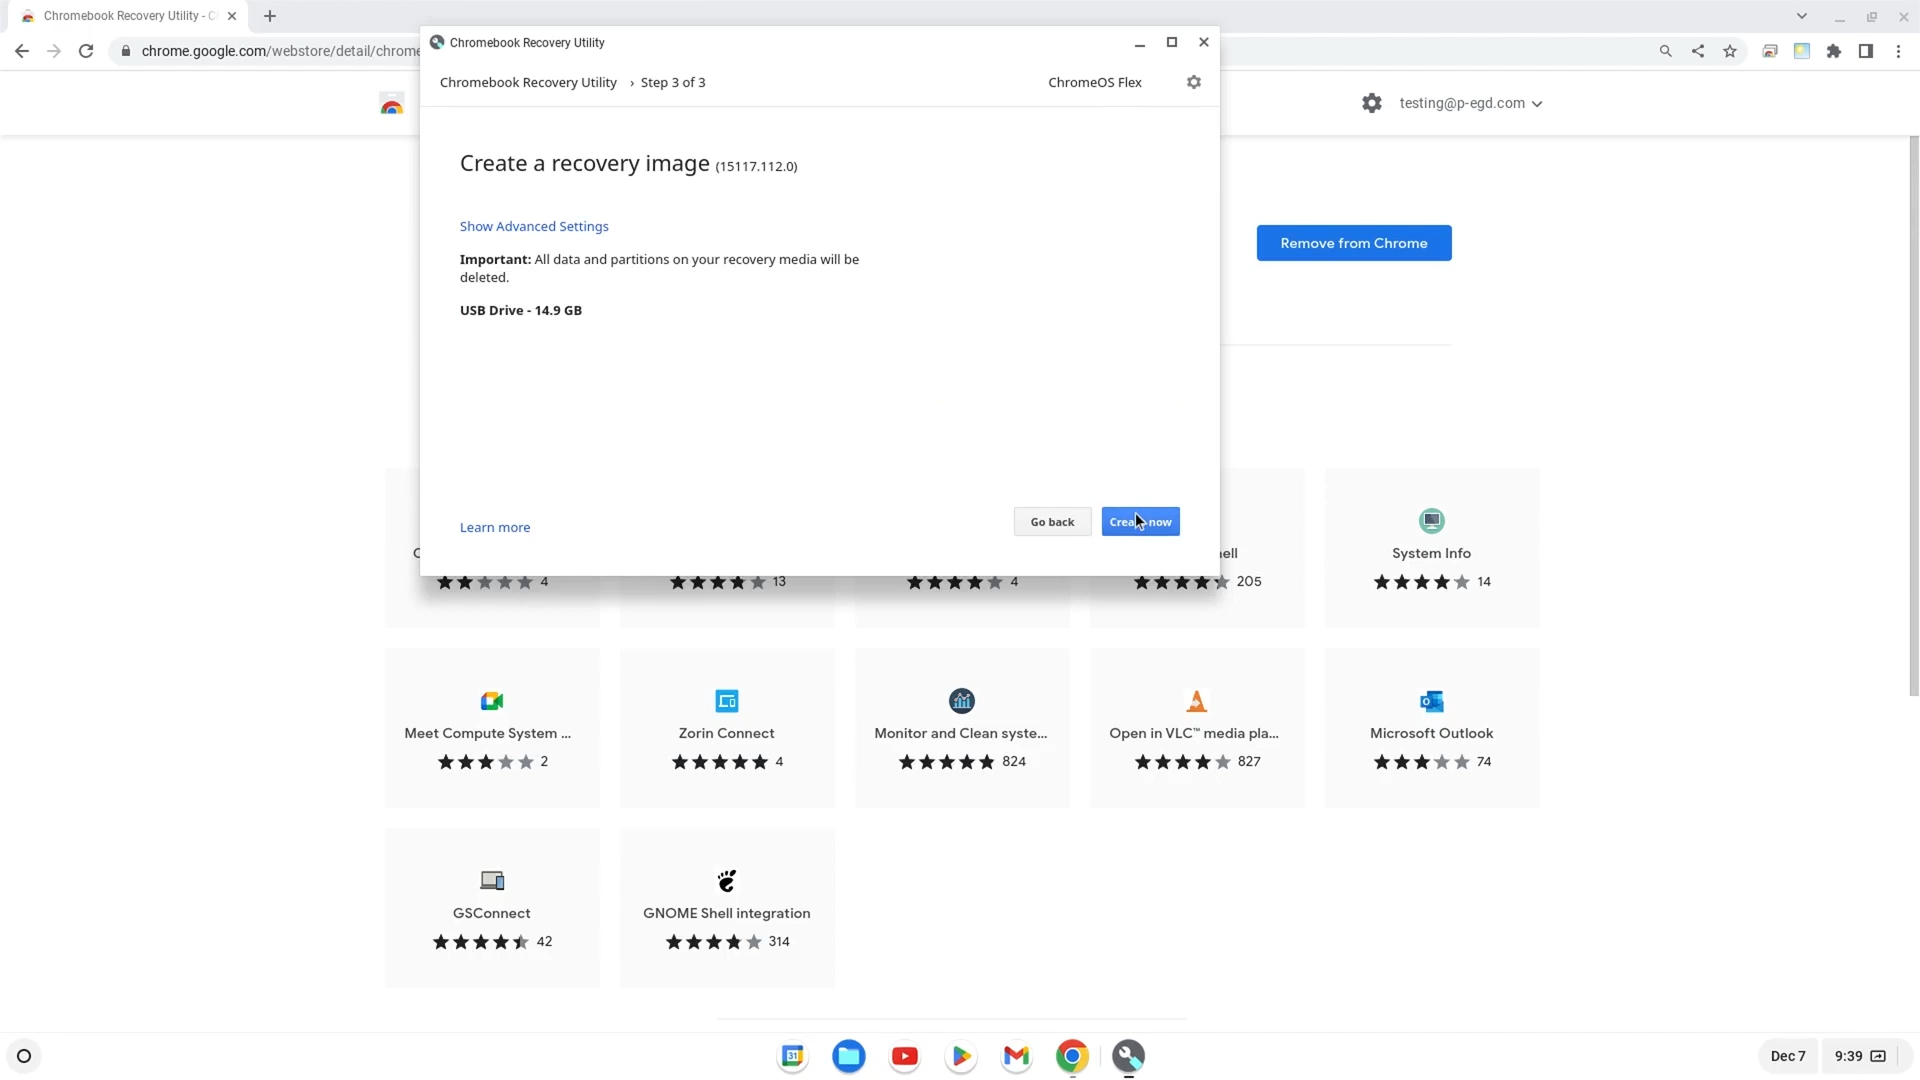 Chromebook Recovery Utility - C
chrome.google.com/webstore/detail/chrome
testing@p-egd.com
Chromebook Recovery Utility
Chromebook Recovery Utility › Step 3 of 3
ChromeOS Flex
Create a recovery image (15117.112.0)
Show Advanced Settings
Important: All data and partitions on your recovery media will be
deleted.
USB Drive - 14.9 GB
Learn more
Go back
now
Remove from Chrome
4
13
4
ell
205
System Info
14
Meet Compute System ...
2
Zorin Connect
4
Monitor and Clean syste...
824
Open in VLC™ media pla...
827
Microsoft Outlook
74
GSConnect
42
GNOME Shell integration
314
31
Dec 7
9:39